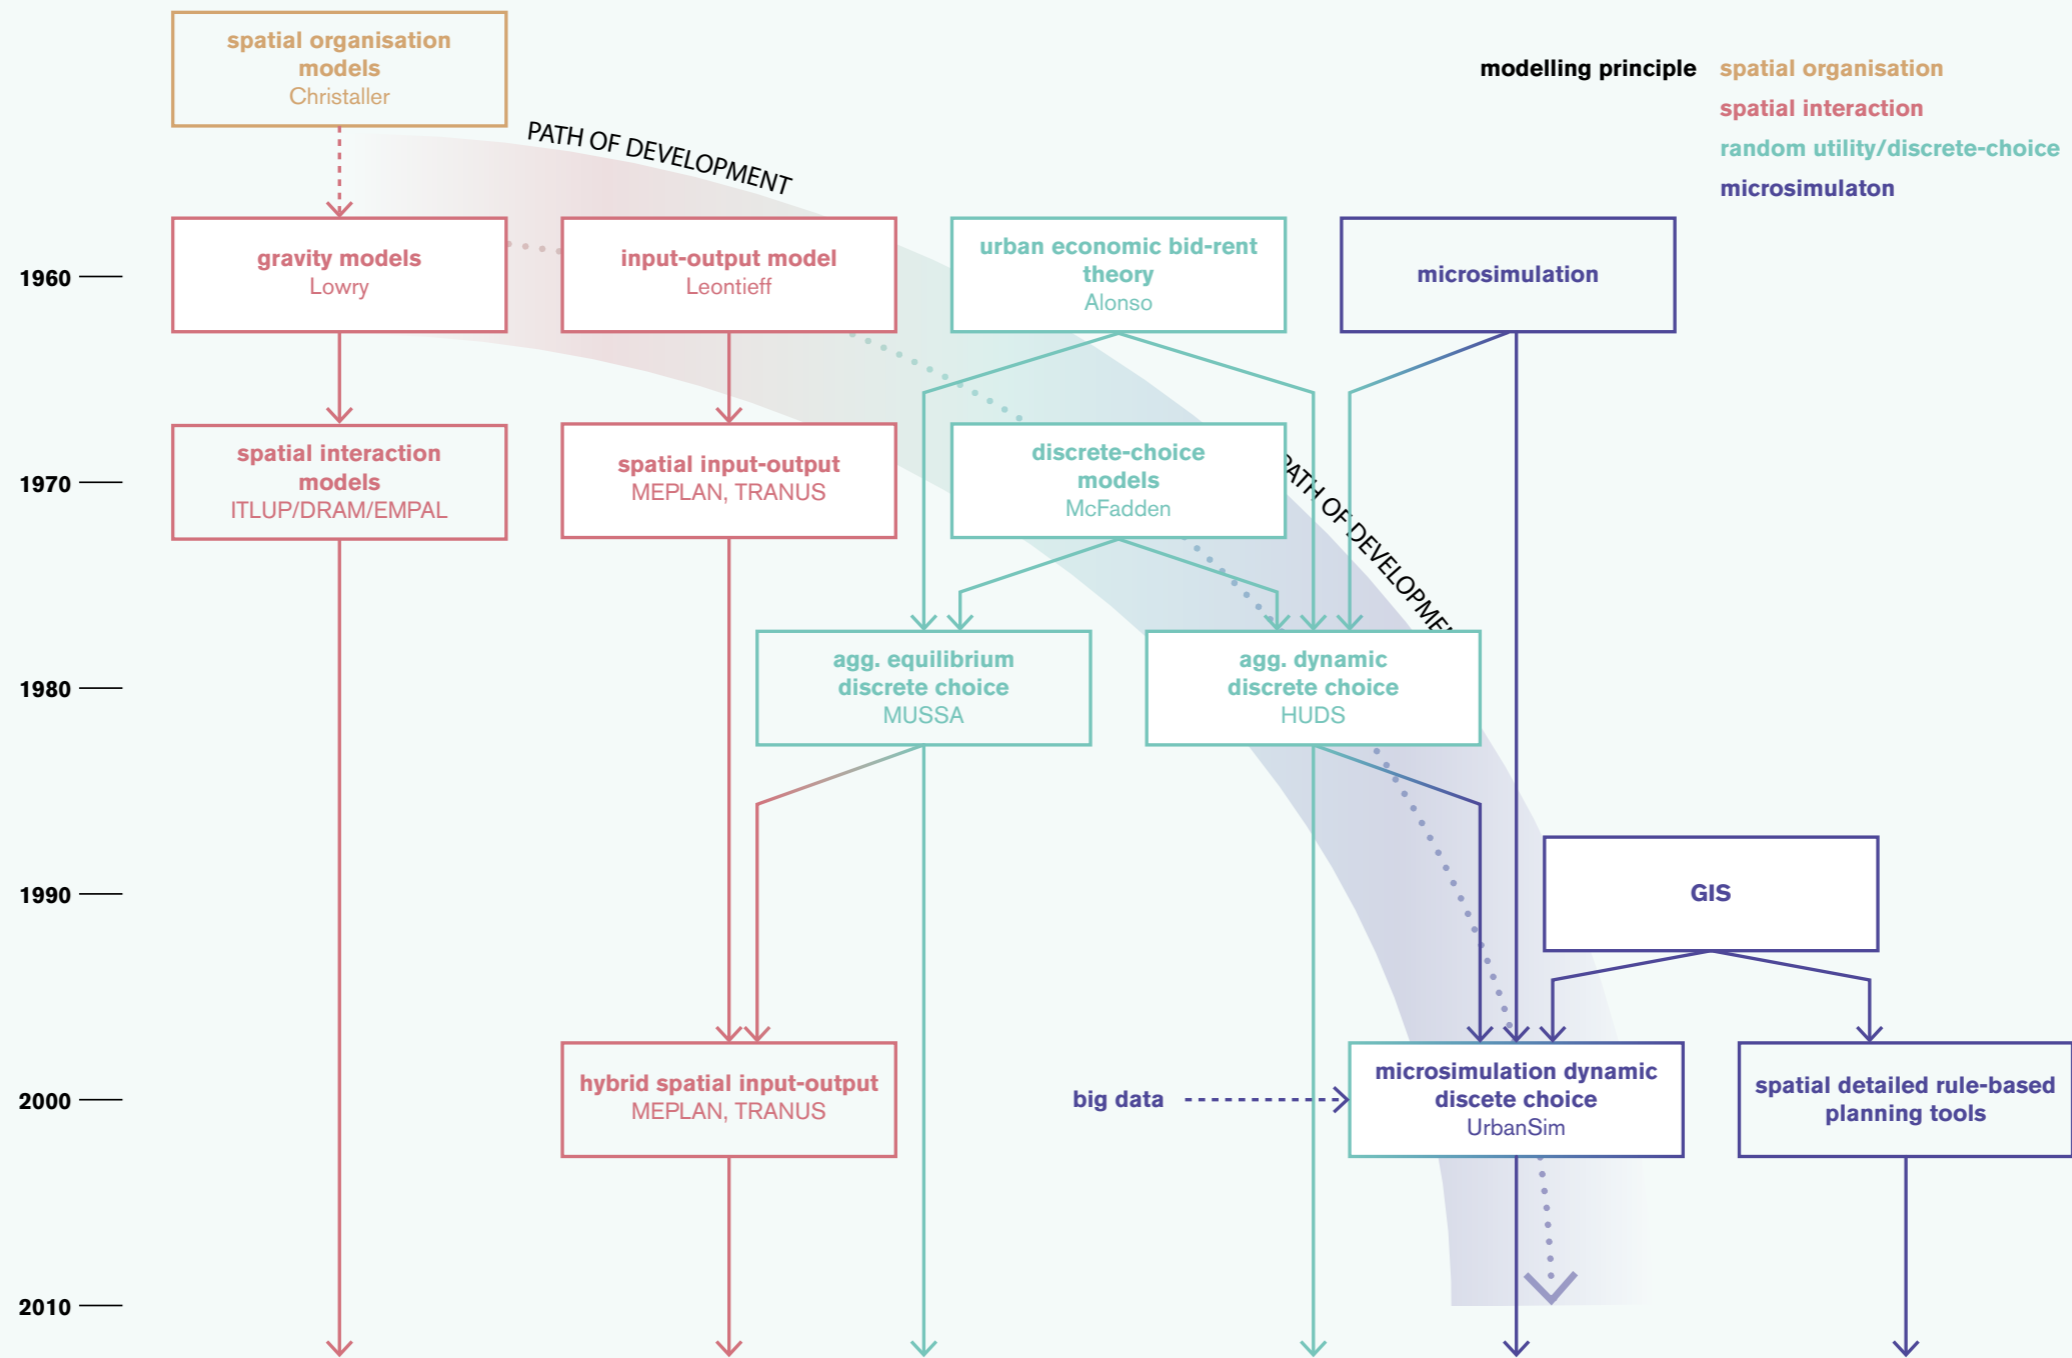 spatial organisation
models
Christaller
modelling principle
spatial organisation
spatial interaction
random utility/discrete-choice
microsimulaton
PATH OF DEVELOPMENT
1960
gravity models
Lowry
input-output model
Leontieff
urban economic bid-rent
theory
Alonso
microsimulation
1970
spatial interaction
models
ITLUP/DRAM/EMPAL
spatial input-output
MEPLAN, TRANUS
discrete-choice
models
McFadden
PATH OF DEVELOPME
1980
agg. equilibrium
discrete choice
MUSSA
agg. dynamic
discrete choice
HUDS
1990
GIS
2000
hybrid spatial input-output
MEPLAN, TRANUS
big data
microsimulation dynamic
discete choice
UrbanSim
spatial detailed rule-based
planning tools
2010